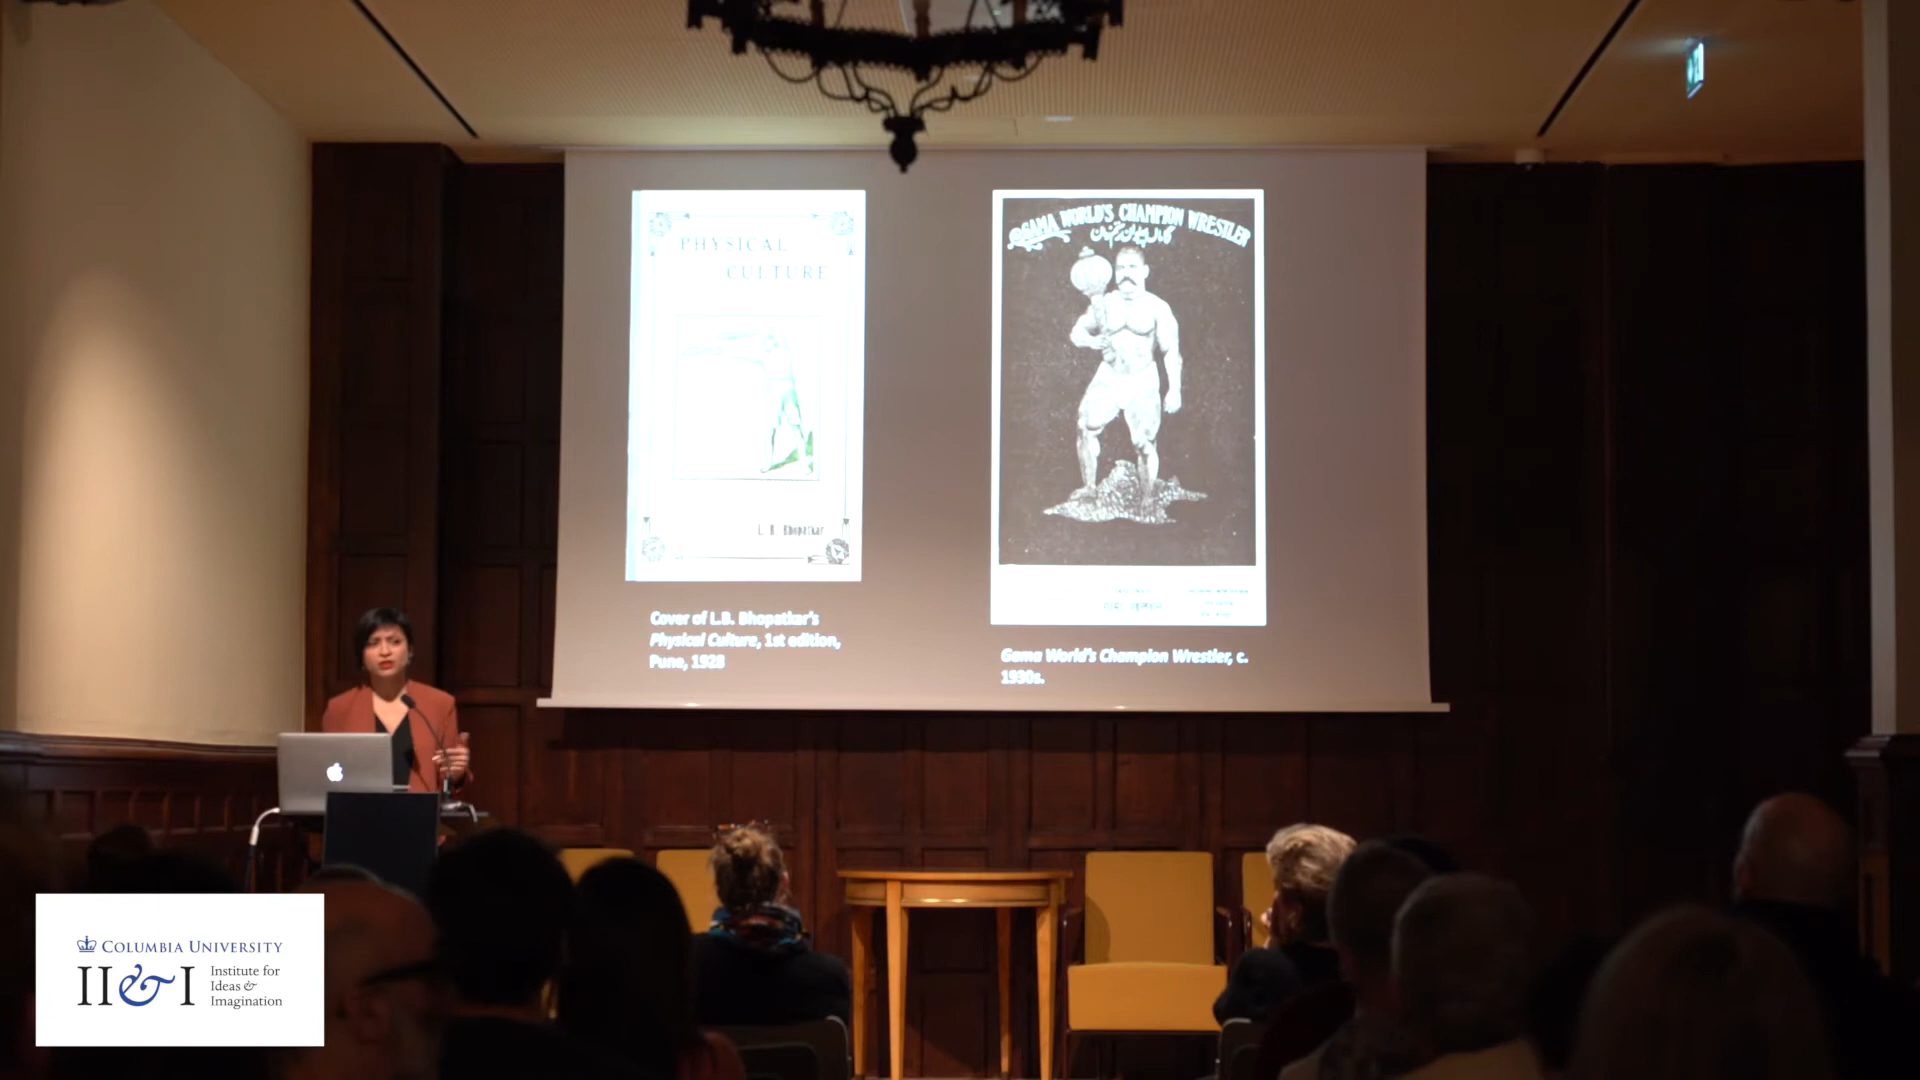 PHYSICAL
CULTURE
L. B. Bhopatkar
Cover of L.B. Bhopatkar's
Physical Culture, 1st edition,
Pune, 1928
GAMA WORLD'S CHAMPION WRESTLER
Gama World's Champion Wrestler, c.
1930s.
COLUMBIA UNIVERSITY
II&I
Institute for
Ideas &
Imagination